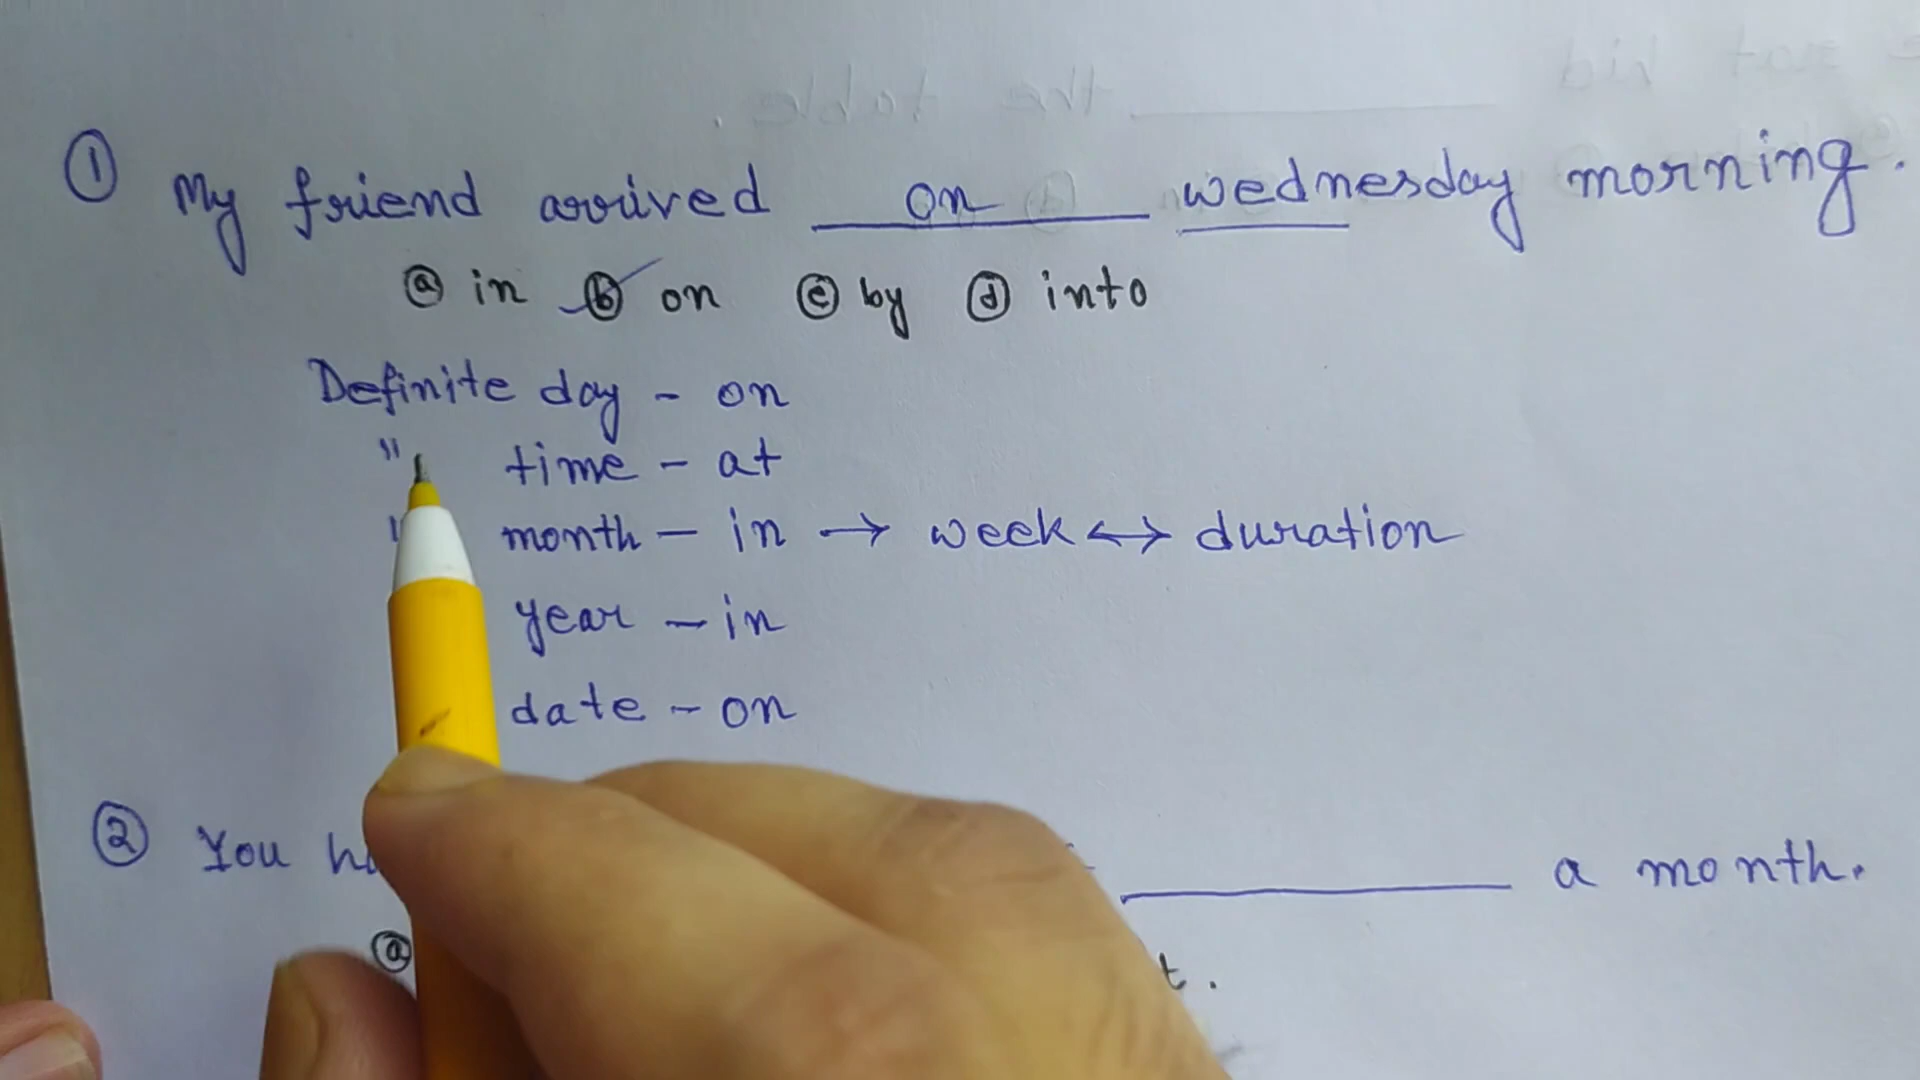 ① My friend arrived on wednesday morning.
ⓐ in ⓑ on ⓒ by ⓓ into
Definite day - on
" time - at
" month - in → week ↔ duration
year - in
date - on
② You a month.
ⓐ